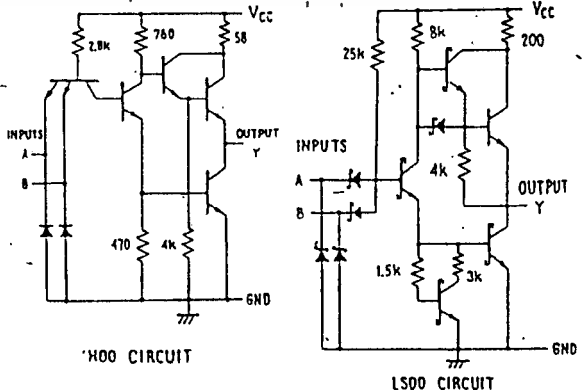 VCC
2.8k
760
58
INPUTS
A
B
OUTPUT
Y
470
4k
GND
'H00 CIRCUIT
VCC
25k
8k
200
INPUTS
A
B
4k
OUTPUT
Y
1.5k
3k
GND
LS00 CIRCUIT